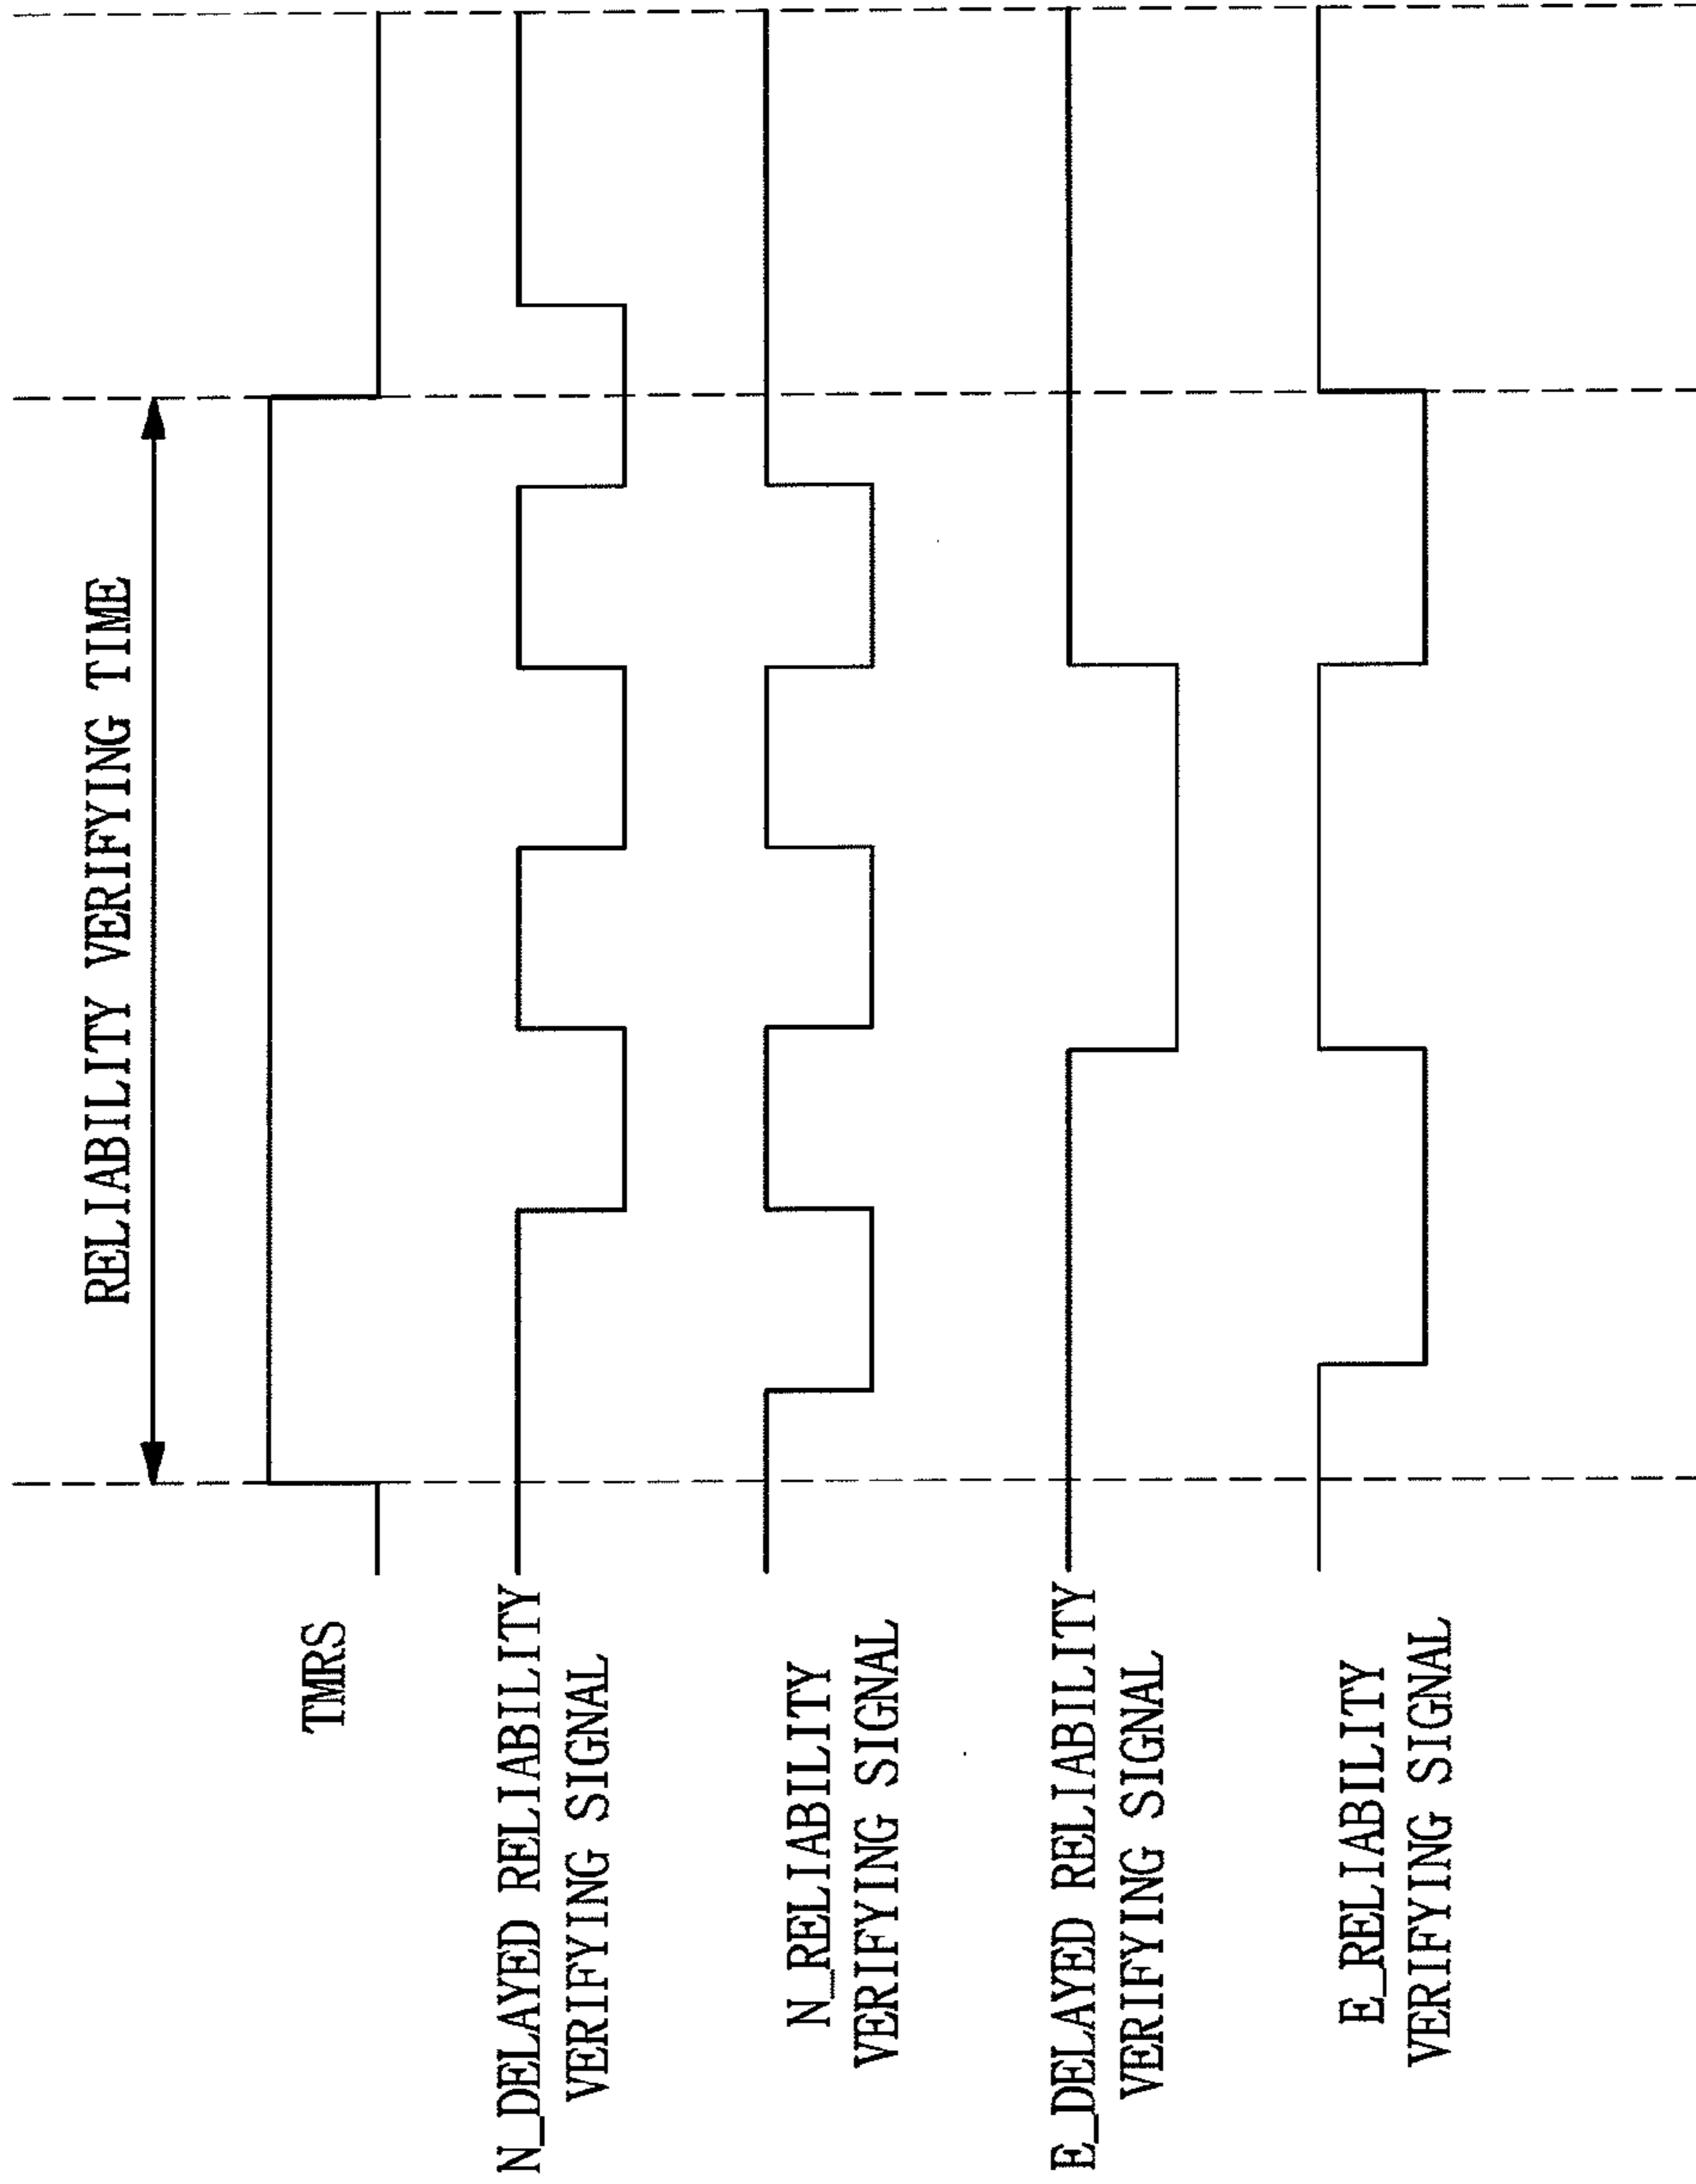 RELIABILITY VERIFYING TIME
TMRS
N_DELAYED RELIABILITY
VERIFYING SIGNAL
N_RELIABILITY
VERIFYING SIGNAL
E_DELAYED RELIABILITY
VERIFYING SIGNAL
E_RELIABILITY
VERIFYING SIGNAL